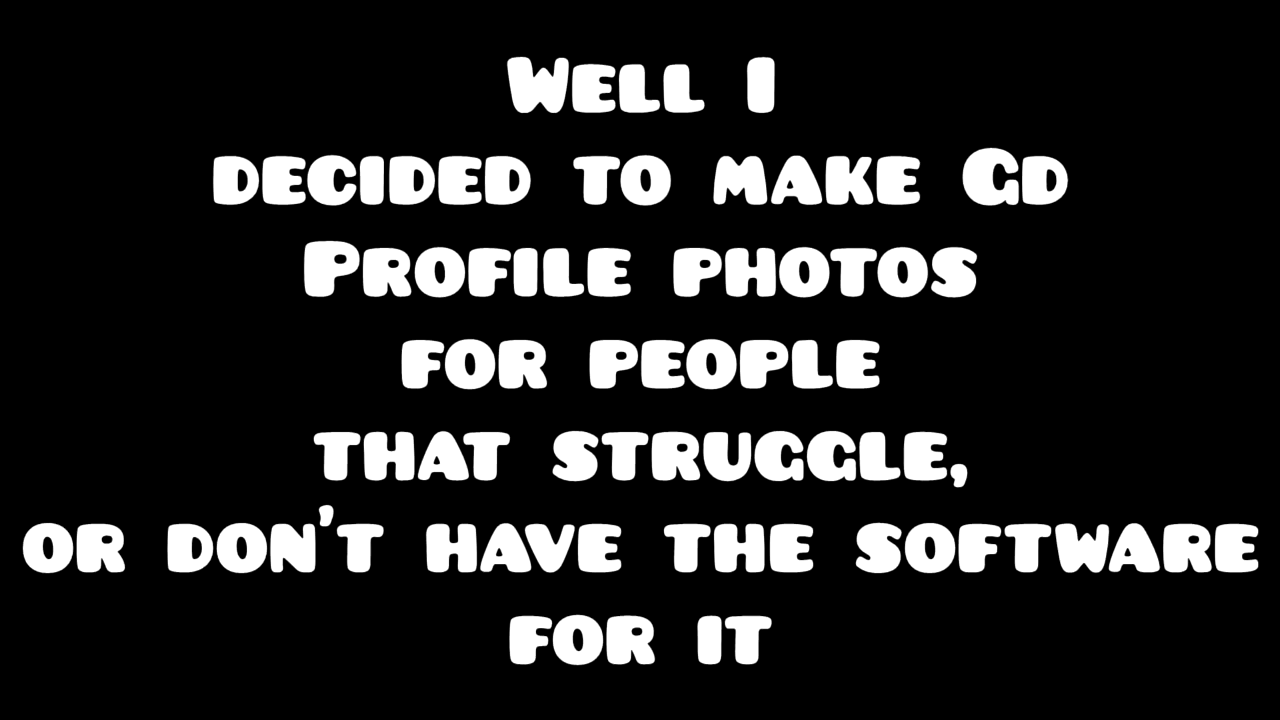 Well I
decided to make Gd
Profile photos
for people
that struggle,
or don't have the software
for it